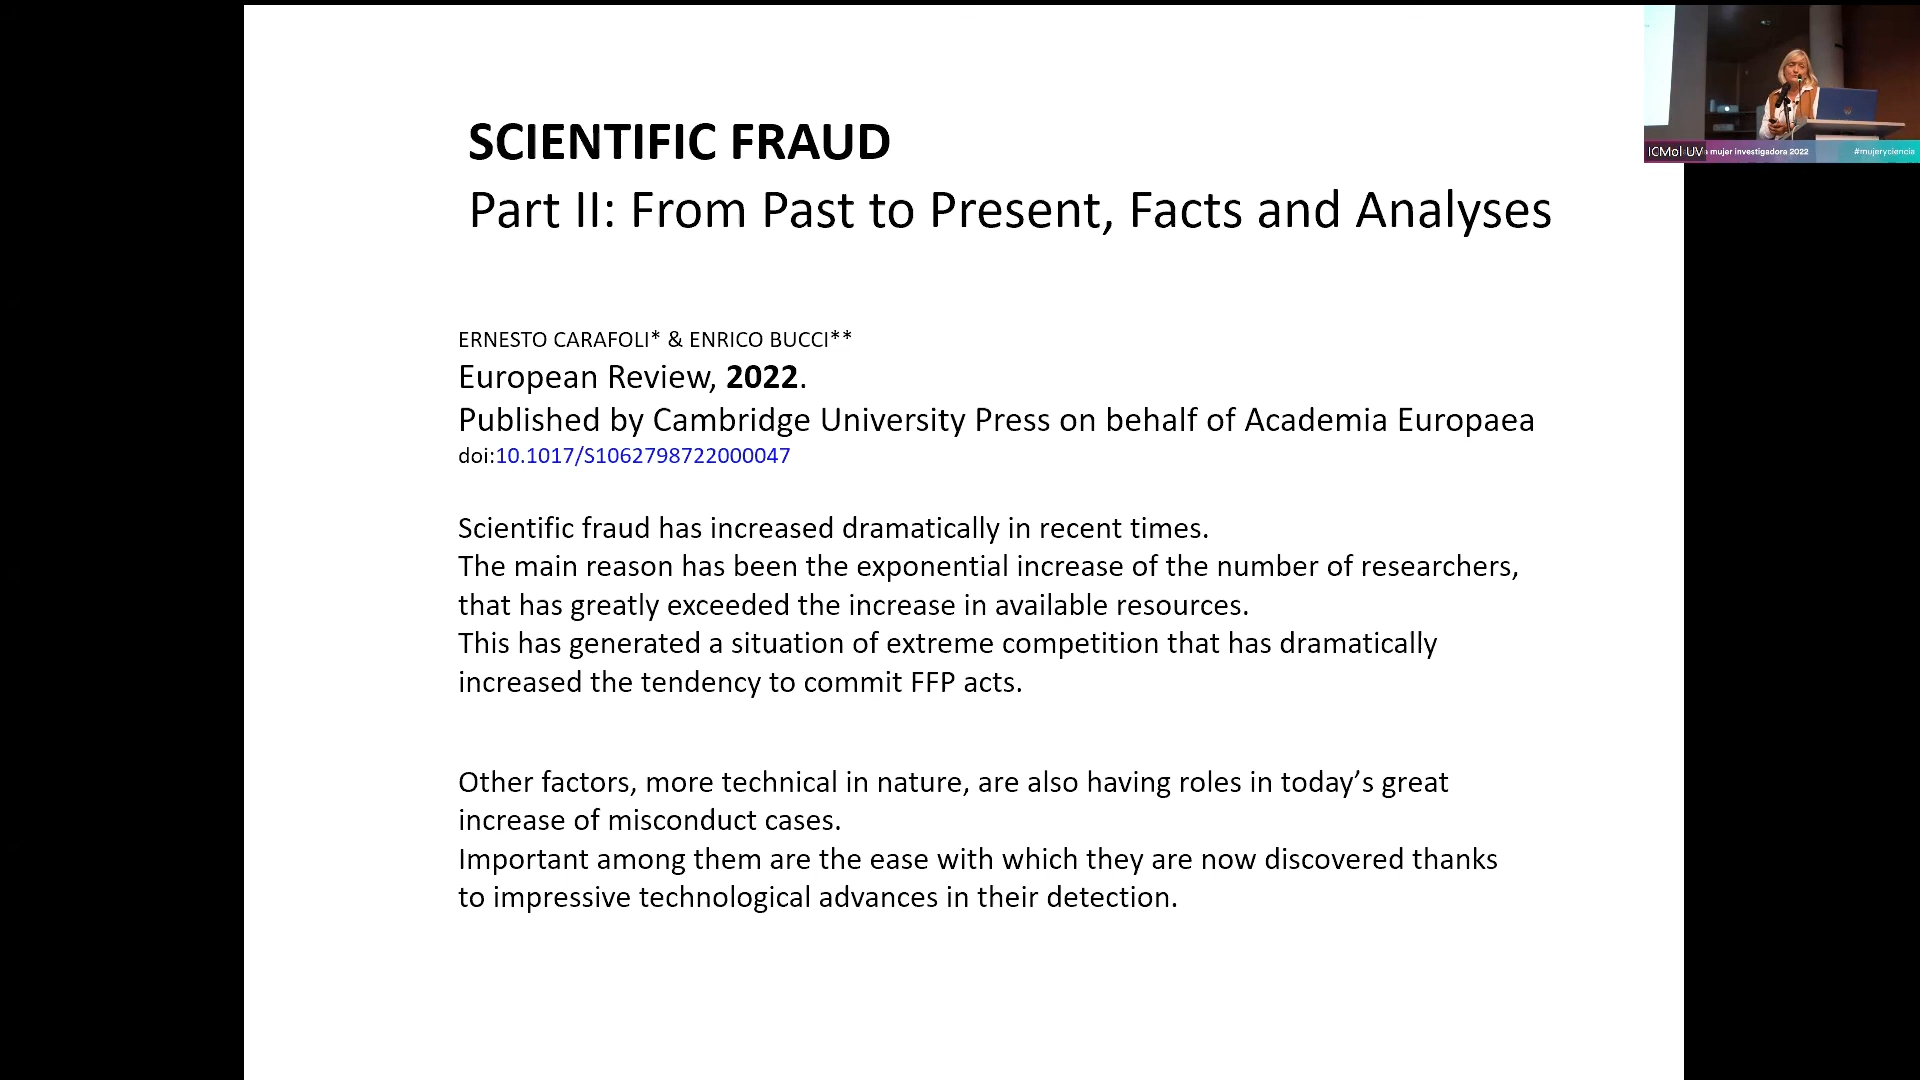 SCIENTIFIC FRAUD
Part II: From Past to Present, Facts and Analyses
ERNESTO CARAFOLI* & ENRICO BUCCI**
European Review, 2022.
Published by Cambridge University Press on behalf of Academia Europaea
doi:10.1017/S1062798722000047
Scientific fraud has increased dramatically in recent times.
The main reason has been the exponential increase of the number of researchers,
that has greatly exceeded the increase in available resources.
This has generated a situation of extreme competition that has dramatically
increased the tendency to commit FFP acts.
Other factors, more technical in nature, are also having roles in today’s great
increase of misconduct cases.
Important among them are the ease with which they are now discovered thanks
to impressive technological advances in their detection.
ICMol UV
mujer investigadora 2022
#mujeryciencia